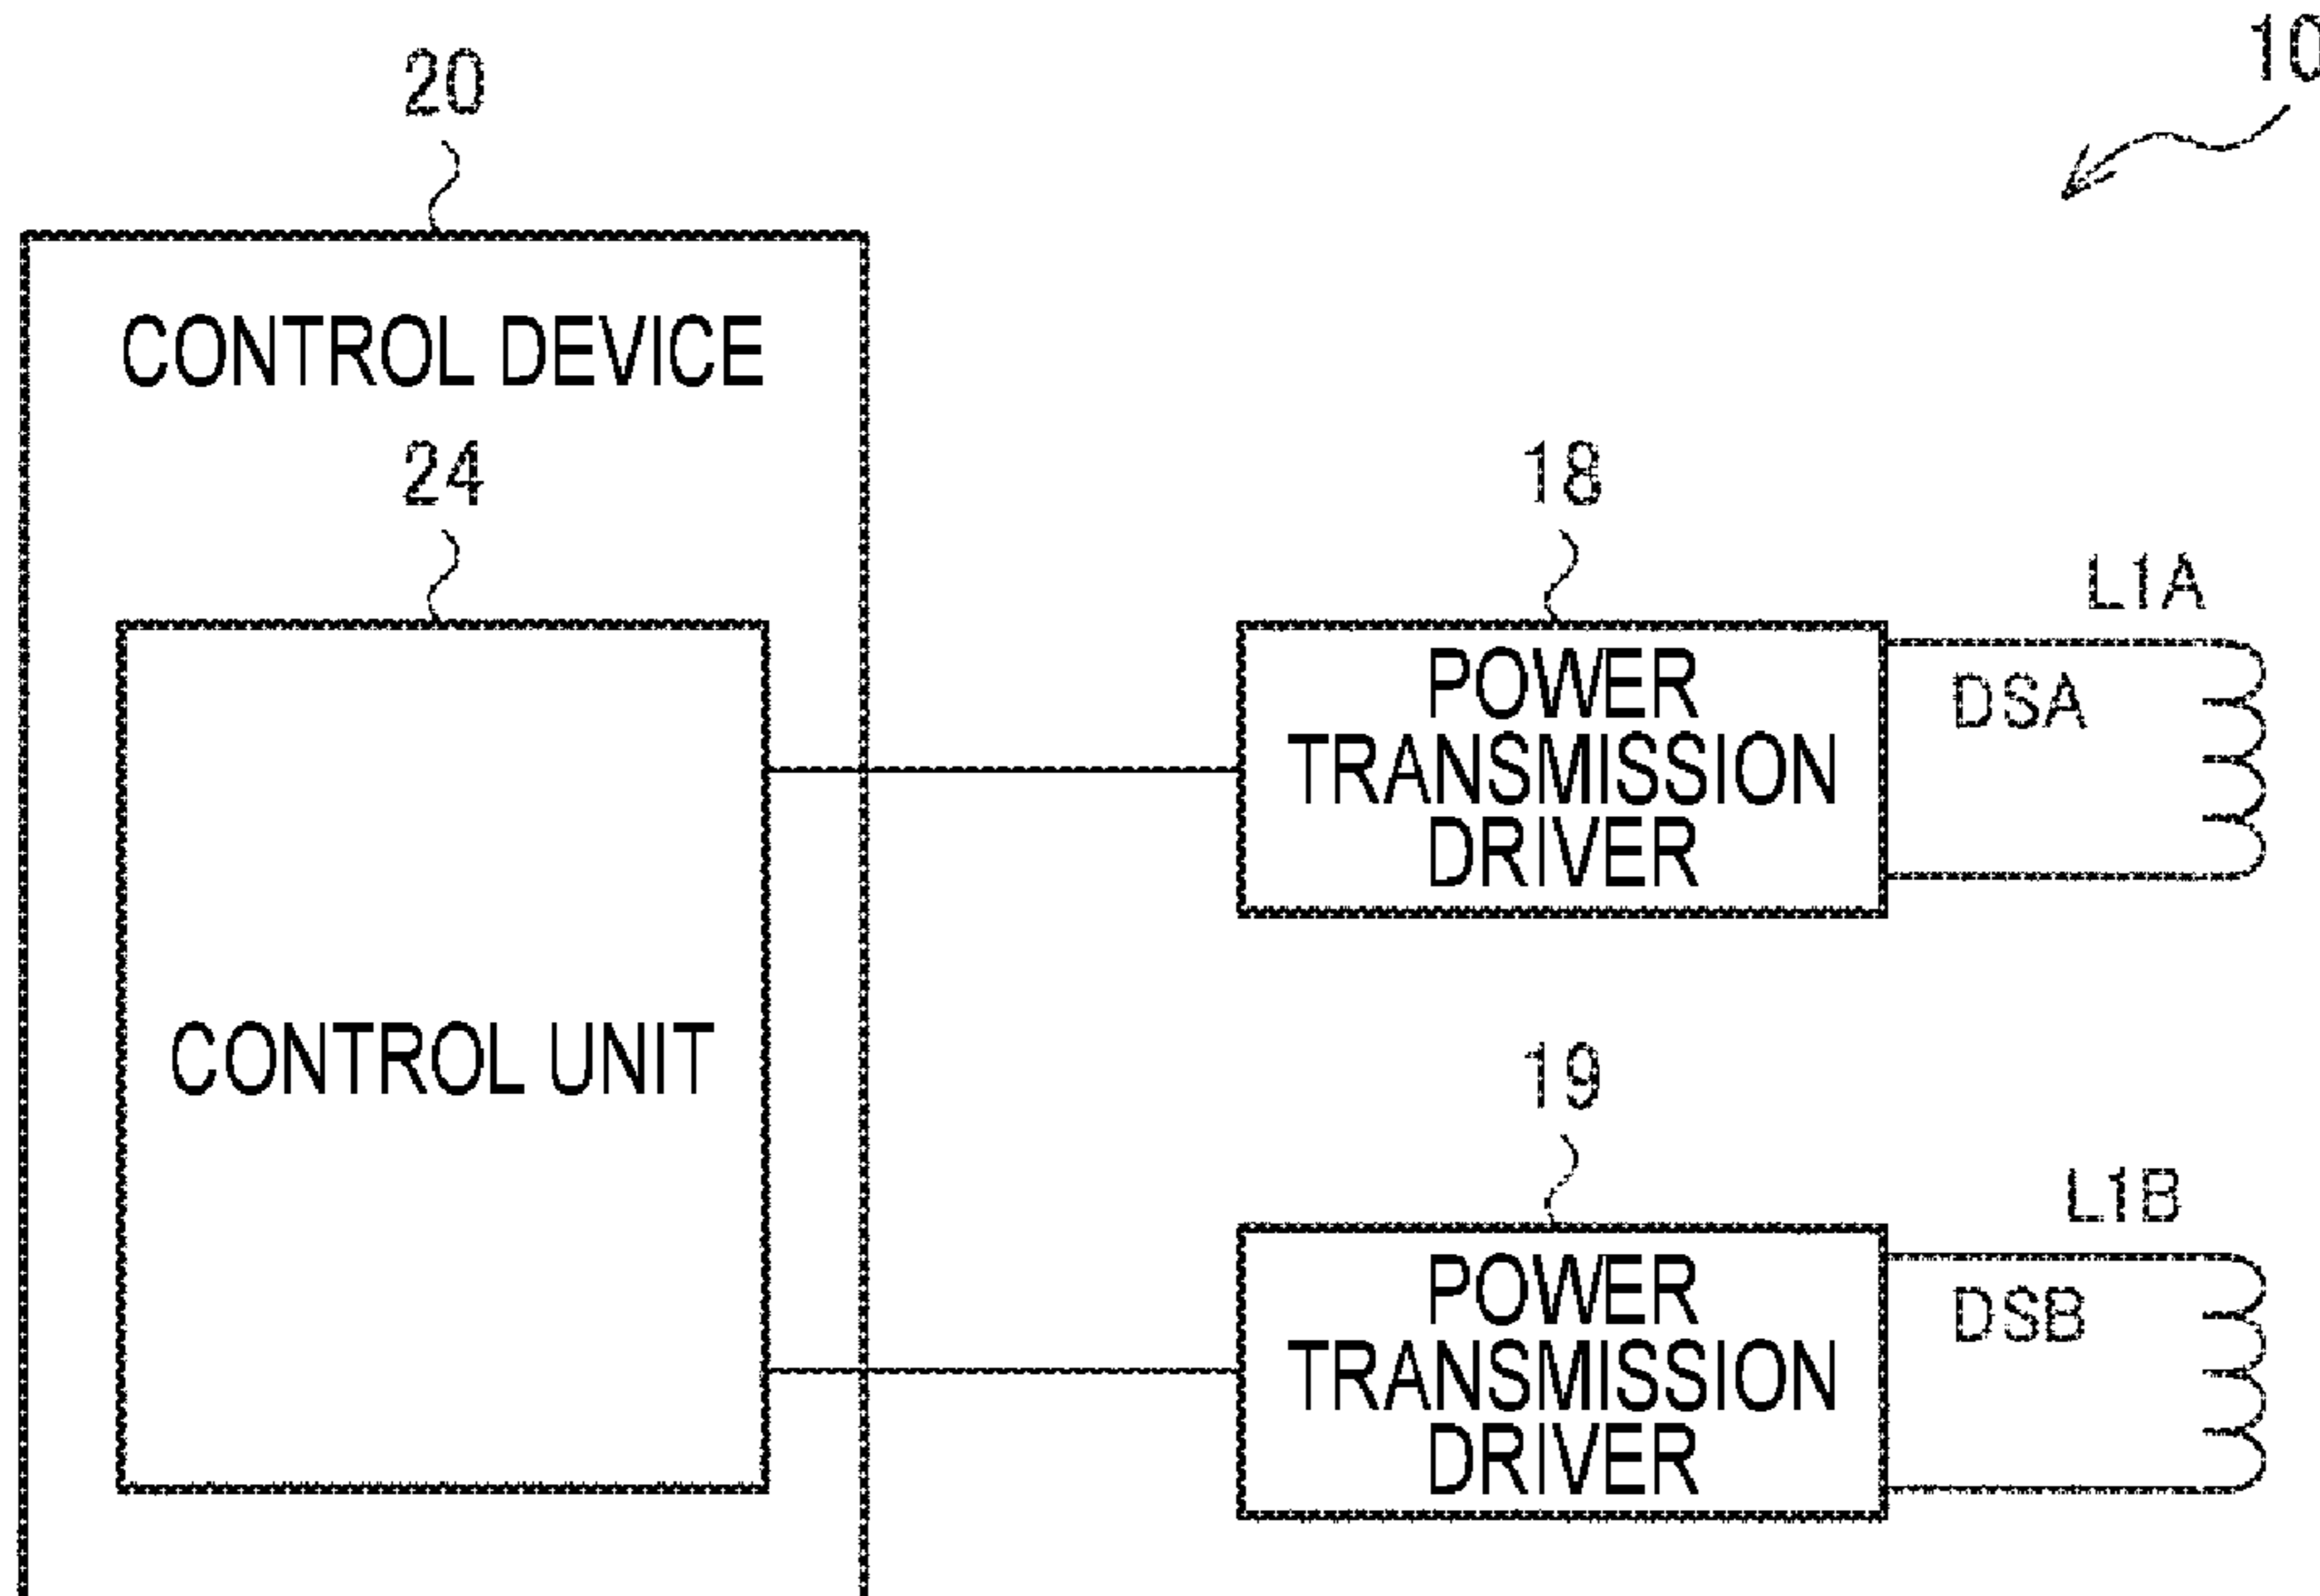 10
20
CONTROL DEVICE
24
CONTROL UNIT
18
POWER
TRANSMISSION
DRIVER
L1A
DSA
19
POWER
TRANSMISSION
DRIVER
L1B
DSB